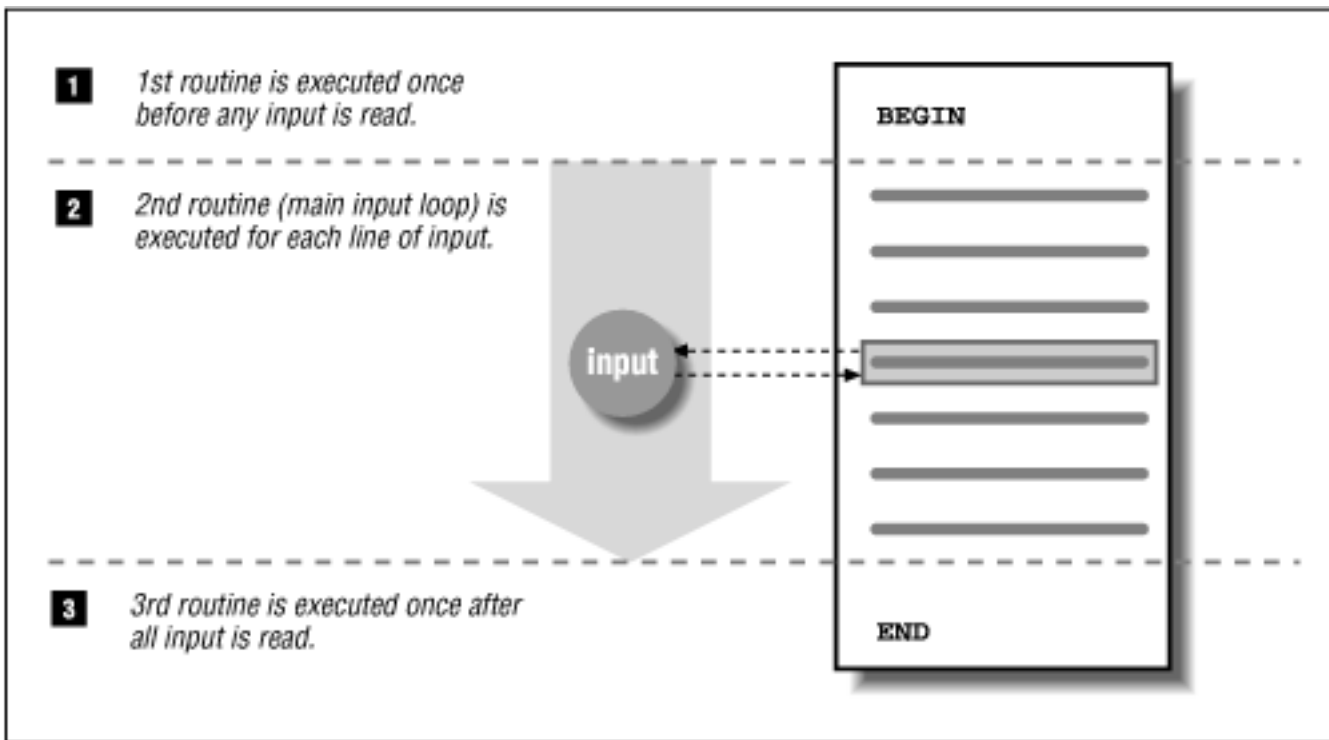 1
1st routine is executed once
before any input is read.
BEGIN
2
2nd routine (main input loop) is
executed for each line of input.
input
3
3rd routine is executed once after
all input is read.
END